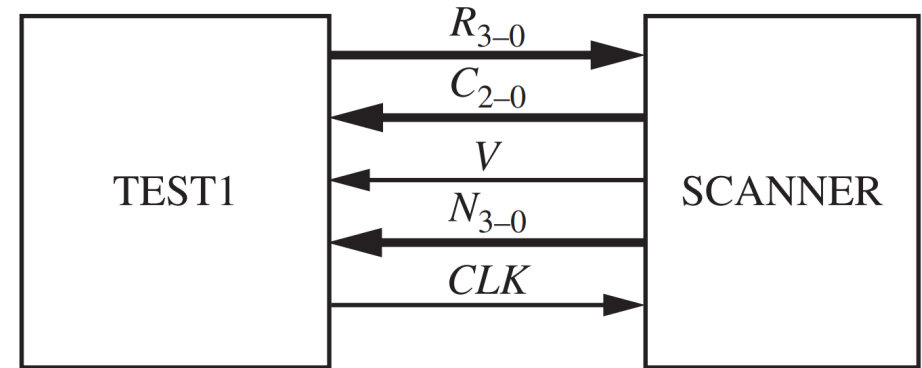 R3–0
C2–0
TEST1
V
SCANNER
N3–0
CLK